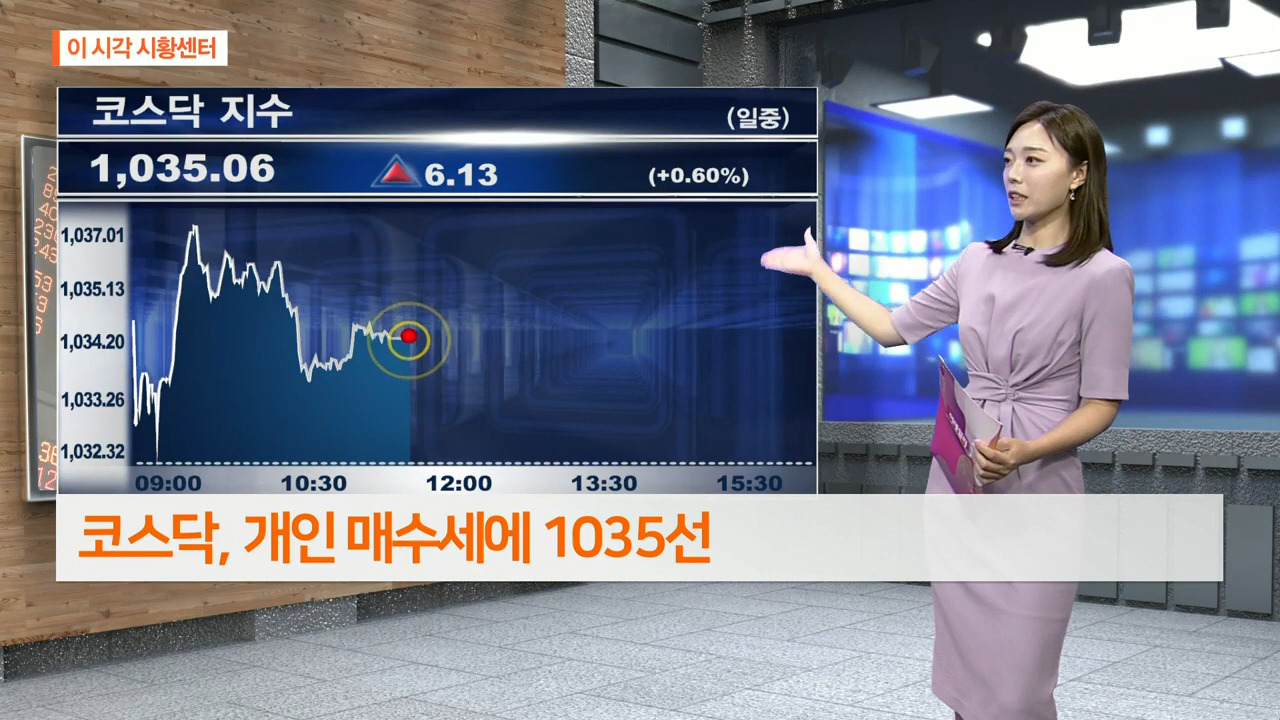 이 시각 시황센터
코스닥 지수
(일중)
1,035.06 ▲ 6.13 (+0.60%)
1,037.01
1,035.13
1,034.20
1,033.26
1,032.32
09:00 10:30 12:00 13:30 15:30
코스닥, 개인 매수세에 1035선